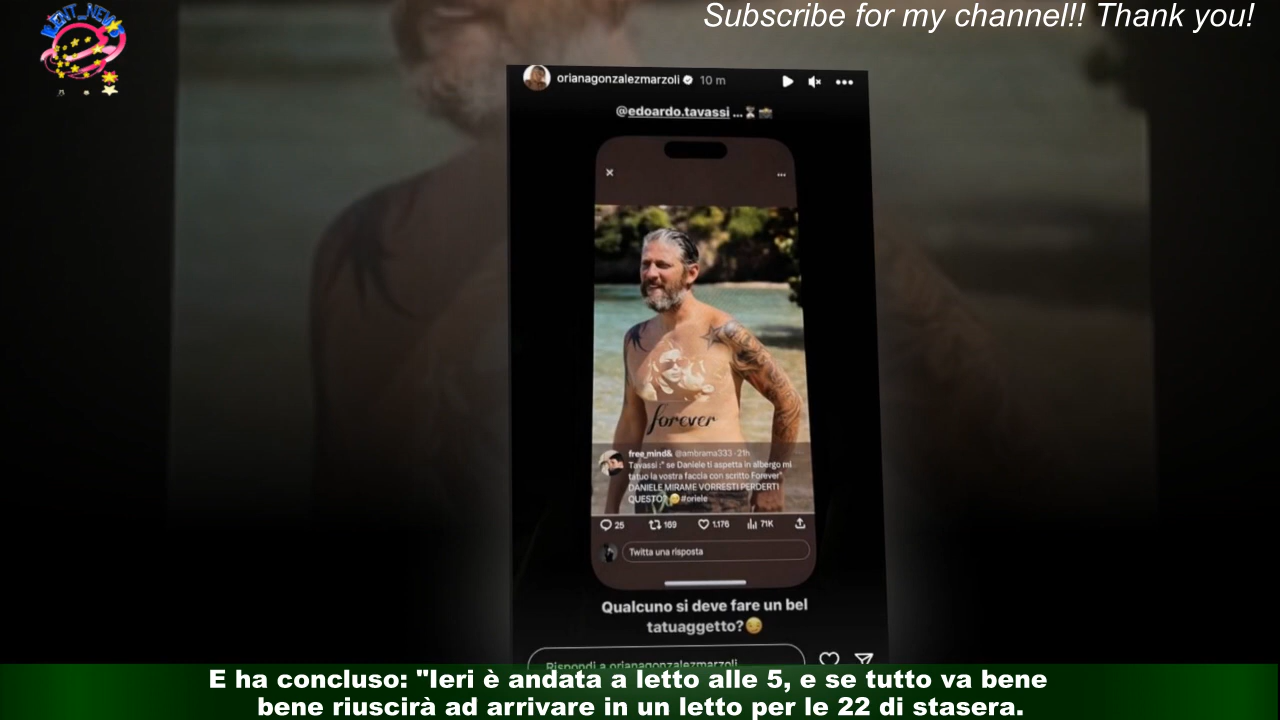 TALENT_NEWS
Subscribe for my channel!! Thank you!
orianagonzalezmarzoli 10 m
@edoardo.tavassi ...
free_mind& @ambrama333 · 21h
Tavassi :" se Daniele ti aspetta in albergo mi
tatuo la vostra faccia con scritto Forever"
DANIELE MIRAME VORRESTI PERDERTI
QUESTO? #oriele
forever
25 169 1.176 71K
Twitta una risposta
Qualcuno si deve fare un bel
tatuaggetto?
Rispondi a orianagonzalezmarzoli...
E ha concluso: "Ieri è andata a letto alle 5, e se tutto va bene
bene riuscirà ad arrivare in un letto per le 22 di stasera.